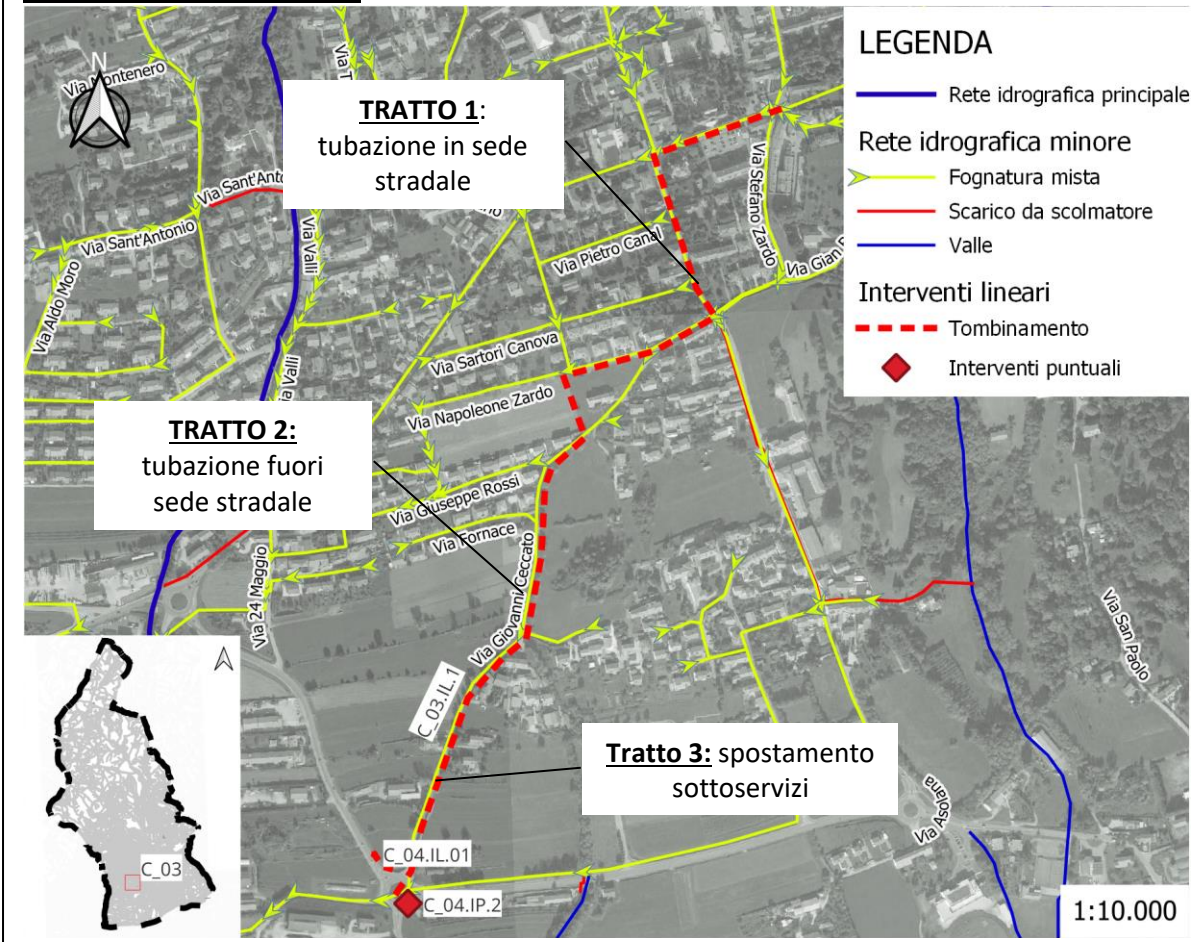 LEGENDA
Rete idrografica principale
Rete idrografica minore
Fognatura mista
Scarico da scolmatore
Valle
Interventi lineari
Tombinamento
Interventi puntuali
N
Via Montenero
TRATTO 1:
tubazione in sede
stradale
Via Sant'Anto
Via Sant'Antonio
Via Aldo Moro
Via Valli
Via Pietro Canal
Via Stefano Zardo
Via Gian
Via Sartori Canova
Via Napoleone Zardo
TRATTO 2:
tubazione fuori
sede stradale
Via Giuseppe Rossi
Via Fornace
Via Giovanni Ceccato
Via 24 Maggio
Via San Paolo
C_03.IL.1
Tratto 3: spostamento
sottoservizi
Via Asolana
C_04.IL.01
C_04.IP.2
C_03
1:10.000